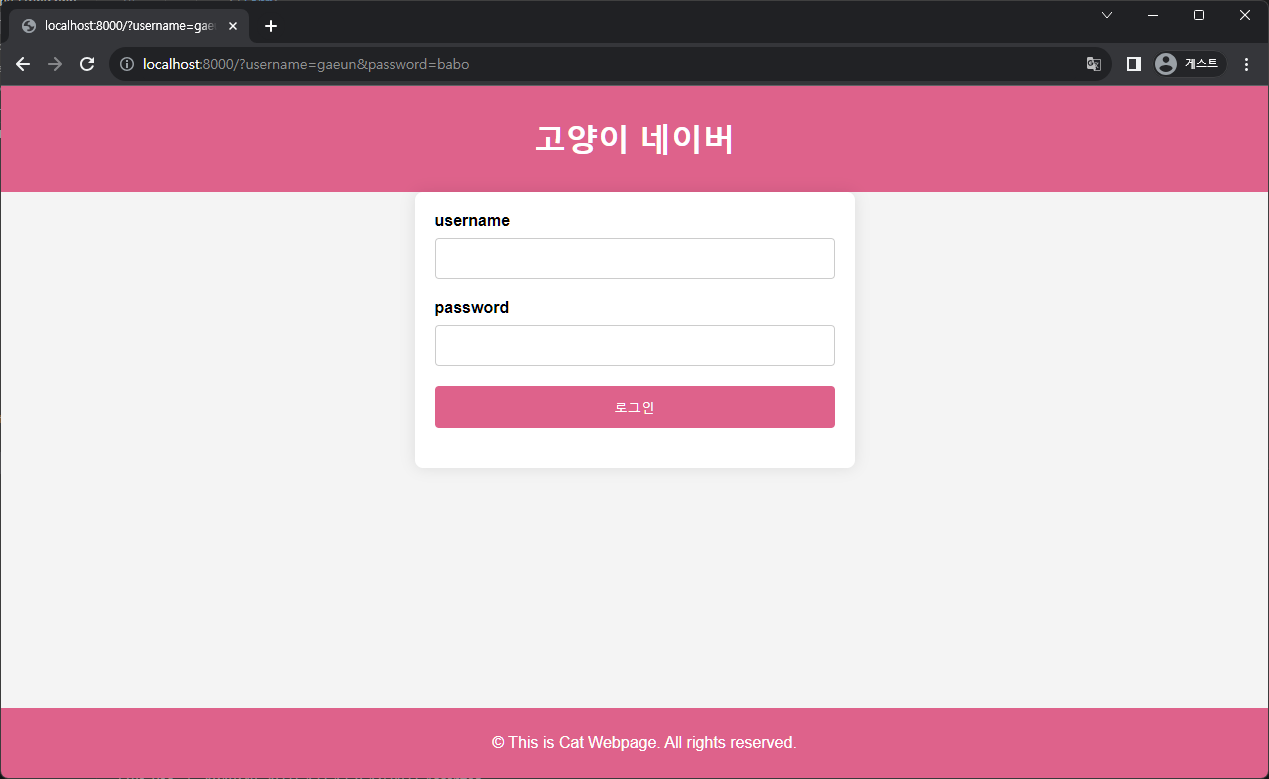 localhost:8000/?username=gae
localhost:8000/?username=gaeun&password=babo
게스트
고양이 네이버
username
password
로그인
© This is Cat Webpage. All rights reserved.